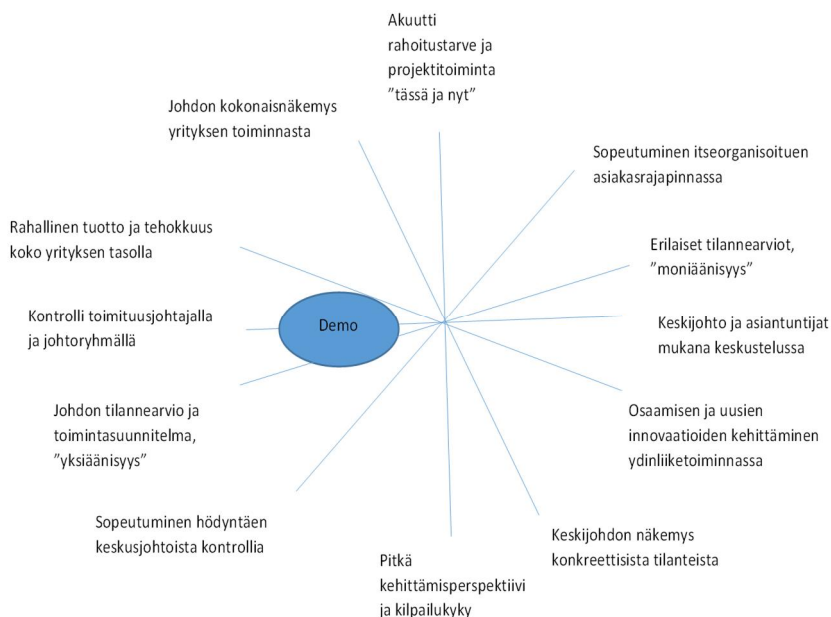 Akuutti
rahoitustarve ja
projektitoiminta
”tässä ja nyt”
Johdon kokonaisnäkemys
yrityksen toiminnasta
Sopeutuminen itseorganisoituen
asiakasrajapinnassa
Rahallinen tuotto ja tehokkuus
koko yrityksen tasolla
Erilaiset tilannearviot,
”moniäänisyys”
Kontrolli toimituusjohtajalla
ja johtoryhmällä
Demo
Keskijohto ja asiantuntijat
mukana keskustelussa
Johdon tilannearvio ja
toimintasuunnitelma,
”yksiäänisyys”
Osaamisen ja uusien
innovaatioiden kehittäminen
ydinliiketoiminnassa
Sopeutuminen hödyntäen
keskusjohtoista kontrollia
Keskijohdon näkemys
konkreettisista tilanteista
Pitkä
kehittämisperspektiivi
ja kilpailukyky